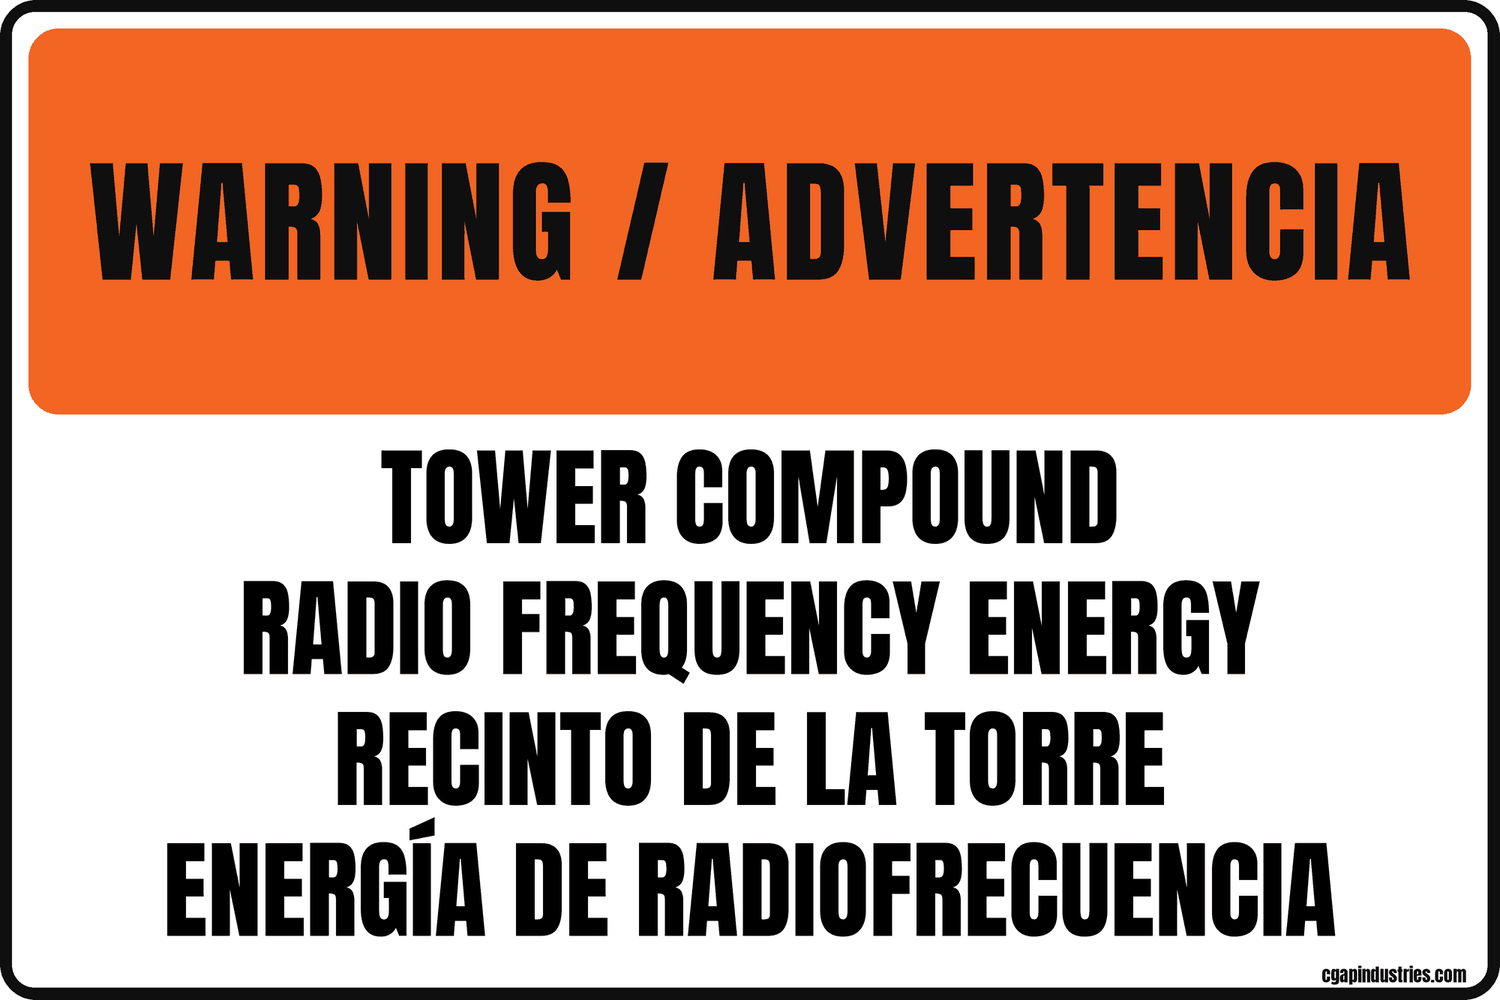 WARNING / ADVERTENCIA
TOWER COMPOUND
RADIO FREQUENCY ENERGY
RECINTO DE LA TORRE
ENERGÍA DE RADIOFRECUENCIA
cgapindustries.com